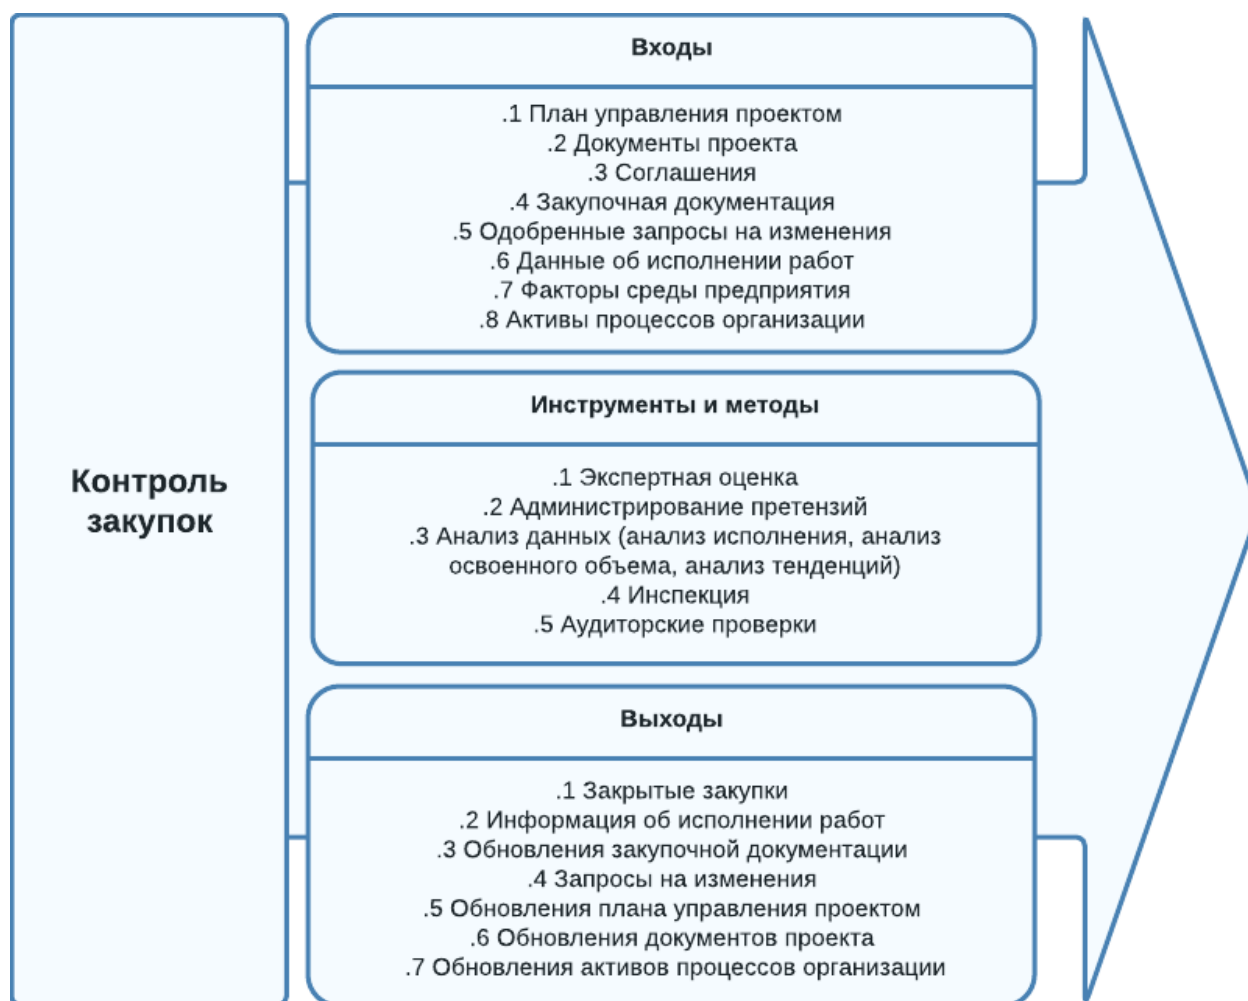 Контроль
закупок
Входы
.1 План управления проектом
.2 Документы проекта
.3 Соглашения
.4 Закупочная документация
.5 Одобренные запросы на изменения
.6 Данные об исполнении работ
.7 Факторы среды предприятия
.8 Активы процессов организации
Инструменты и методы
.1 Экспертная оценка
.2 Администрирование претензий
.3 Анализ данных (анализ исполнения, анализ
освоенного объема, анализ тенденций)
.4 Инспекция
.5 Аудиторские проверки
Выходы
.1 Закрытые закупки
.2 Информация об исполнении работ
.3 Обновления закупочной документации
.4 Запросы на изменения
.5 Обновления плана управления проектом
.6 Обновления документов проекта
.7 Обновления активов процессов организации